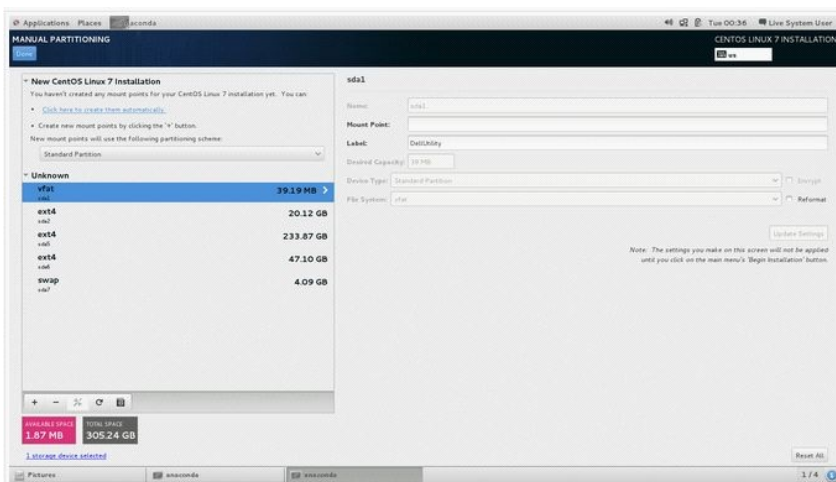 Applications Places anaconda
Tue 00:36 Live System User
MANUAL PARTITIONING
CENTOS LINUX 7 INSTALLATION
Done
us
New CentOS Linux 7 Installation
You haven't created any mount points for your CentOS Linux 7 installation yet. You can:
Click here to create them automatically.
Create new mount points by clicking the '+' button.
New mount points will use the following partitioning scheme:
Standard Partition
Unknown
vfat 39.19 MB
sda1
ext4 20.12 GB
sda2
ext4 233.87 GB
sda5
ext4 47.10 GB
sda6
swap 4.09 GB
sda7
+ −
AVAILABLE SPACE
1.87 MB
TOTAL SPACE
305.24 GB
1 storage device selected
sda1
Name: sda1
Mount Point:
Label: DellUtility
Desired Capacity: 39.19 MB
Device Type: Standard Partition Encrypt
File System: vfat Reformat
Update Settings
Note: The settings you make on this screen will not be applied
until you click on the main menu's 'Begin Installation' button.
Reset All
Pictures anaconda anaconda 1 / 4